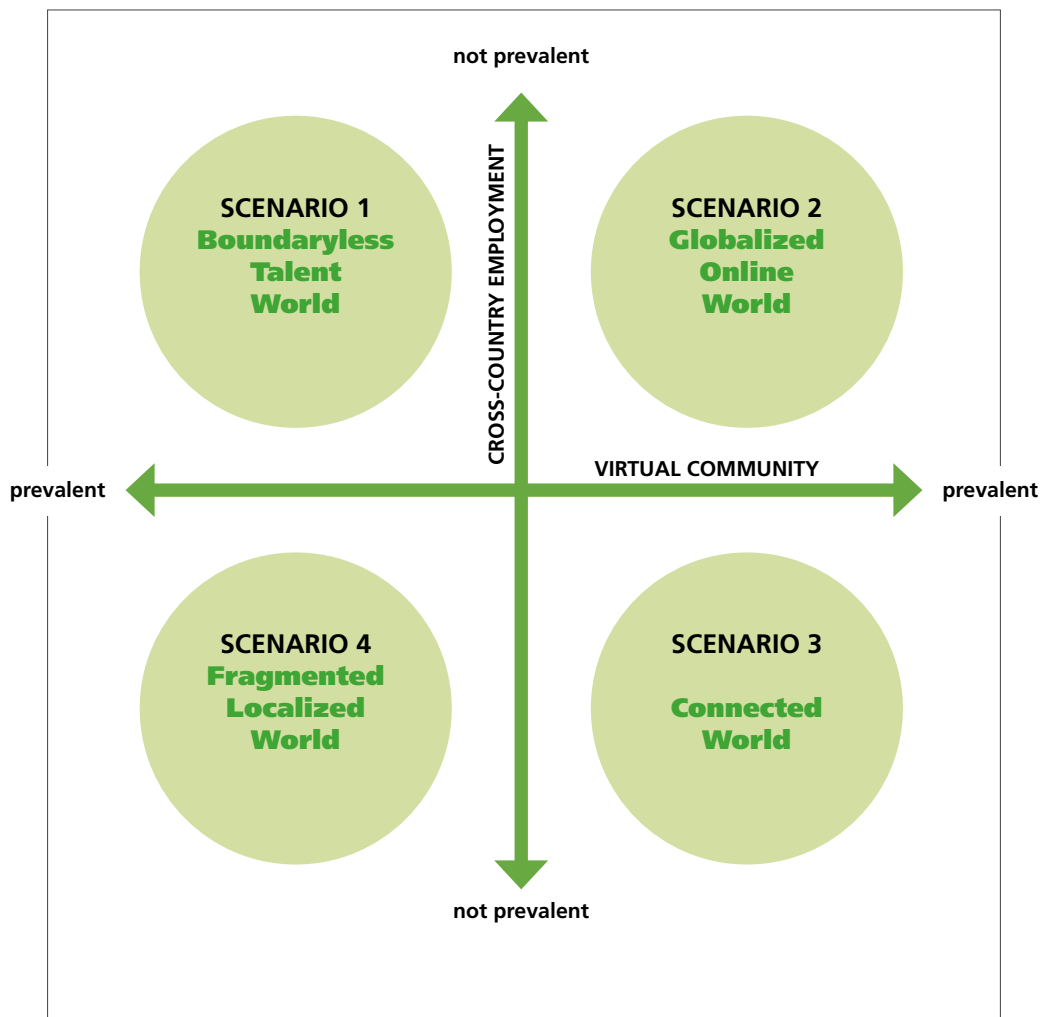 not prevalent
SCENARIO 1
Boundaryless
Talent
World
CROSS-COUNTRY EMPLOYMENT
SCENARIO 2
Globalized
Online
World
VIRTUAL COMMUNITY
prevalent
prevalent
SCENARIO 4
Fragmented
Localized
World
SCENARIO 3
Connected
World
not prevalent